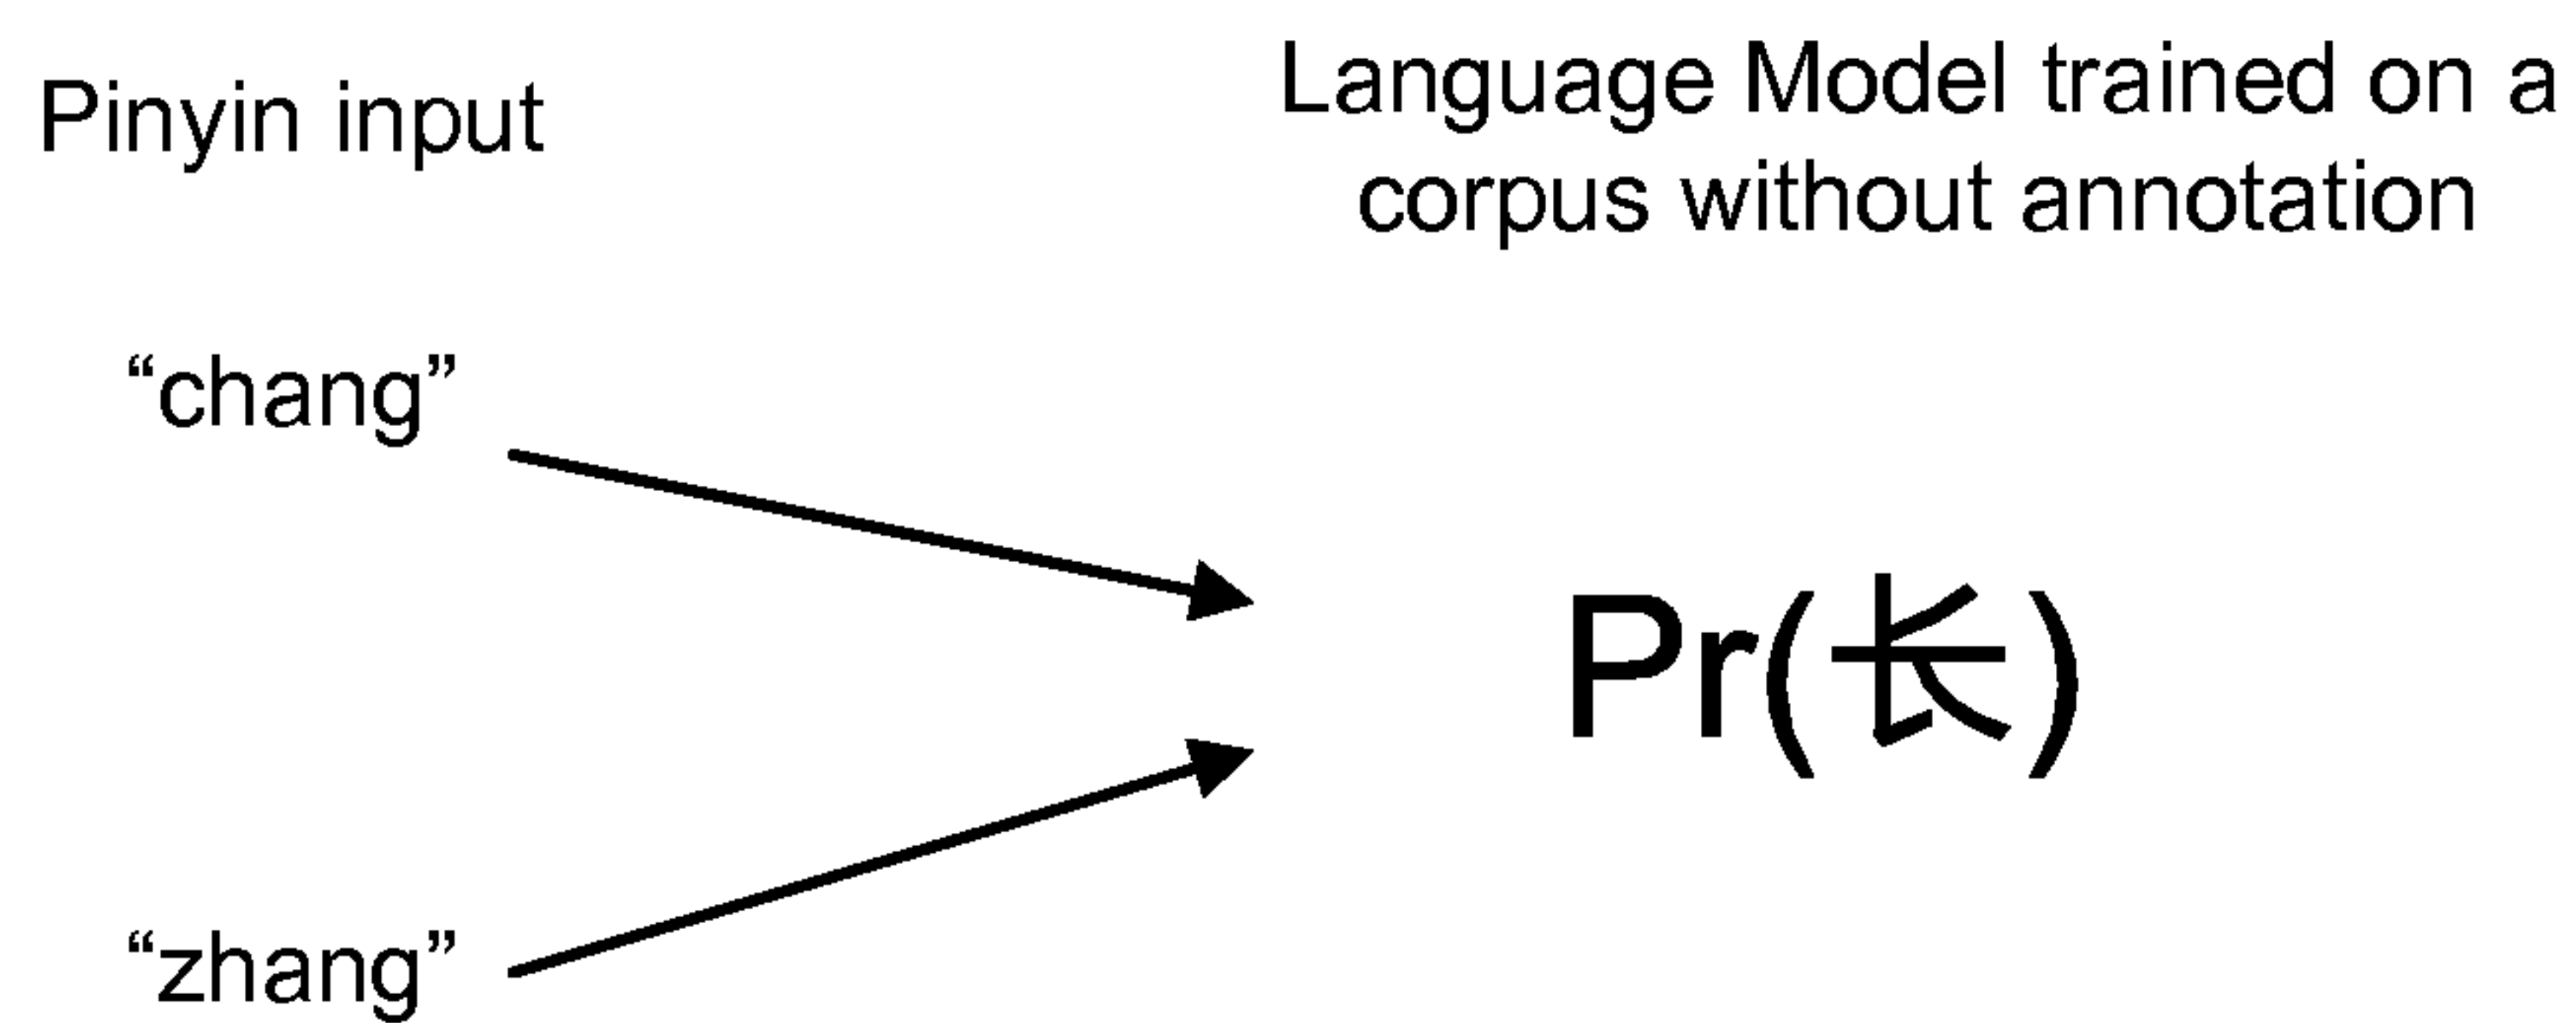 Pinyin input
Language Model trained on a
corpus without annotation
“chang”
Pr(长)
“zhang”